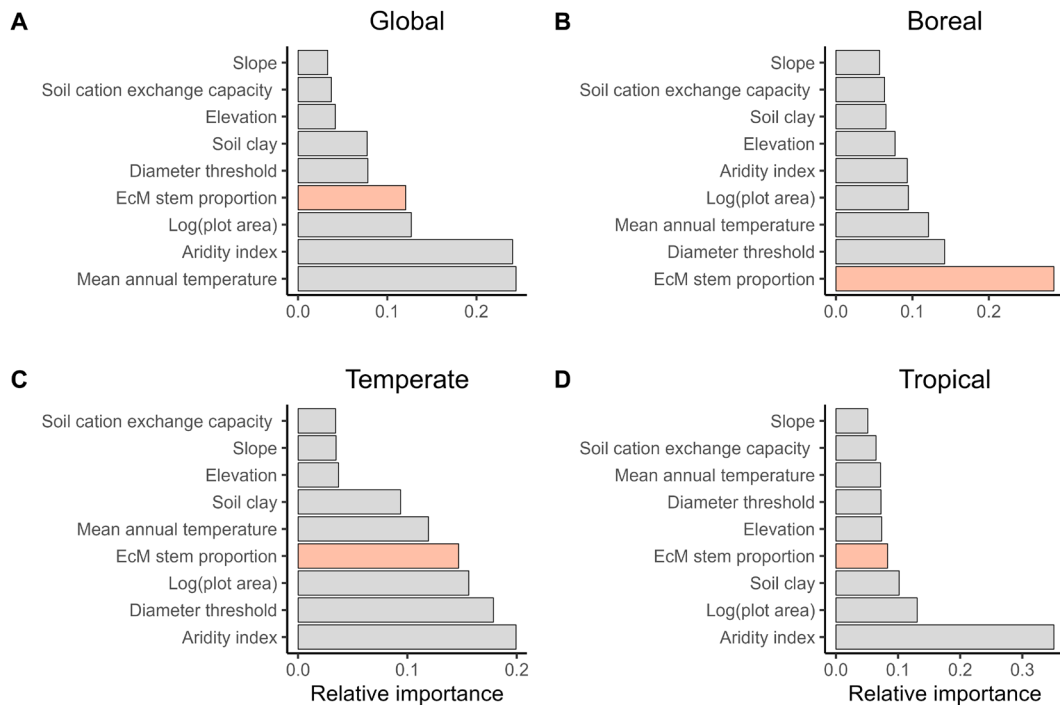 A
Global
Slope
Soil cation exchange capacity
Elevation
Soil clay
Diameter threshold
EcM stem proportion
Log(plot area)
Aridity index
Mean annual temperature
0.0 0.1 0.2
B
Boreal
Slope
Soil cation exchange capacity
Soil clay
Elevation
Aridity index
Log(plot area)
Mean annual temperature
Diameter threshold
EcM stem proportion
0.0 0.1 0.2
C
Temperate
Soil cation exchange capacity
Slope
Elevation
Soil clay
Mean annual temperature
EcM stem proportion
Log(plot area)
Diameter threshold
Aridity index
0.0 0.1 0.2
Relative importance
D
Tropical
Slope
Soil cation exchange capacity
Mean annual temperature
Diameter threshold
Elevation
EcM stem proportion
Soil clay
Log(plot area)
Aridity index
0.0 0.1 0.2 0.3
Relative importance